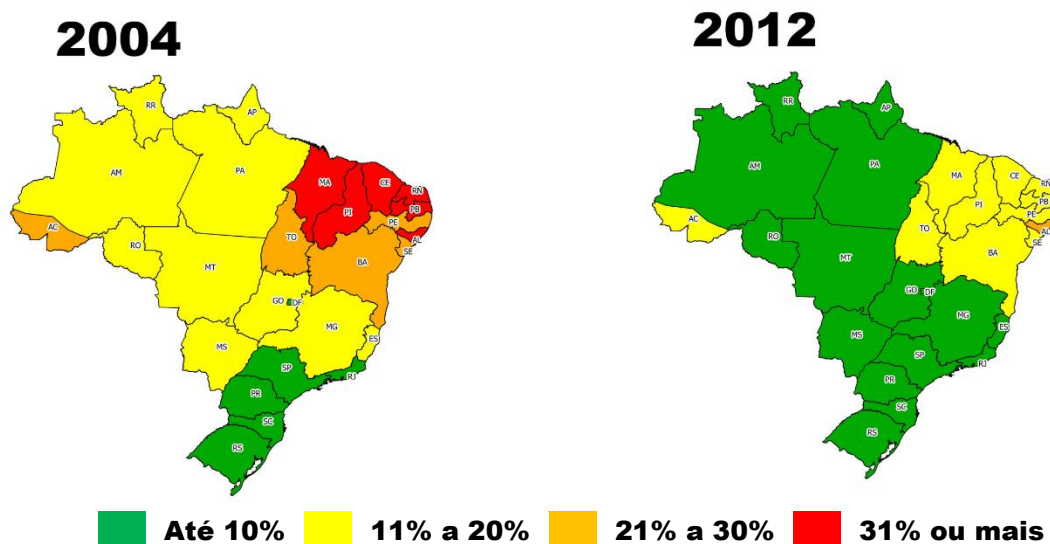 2004
2012
RR
AP
AM
PA
MA
CE
RN
PB
PI
PE
AL
SE
AC
TO
RO
BA
MT
GO
DF
MG
ES
MS
SP
RJ
PR
SC
RS
RR
AP
AM
PA
MA
CE
RN
PB
PI
PE
AL
SE
AC
TO
RO
BA
MT
GO
DF
MG
ES
MS
SP
RJ
PR
SC
RS
Até 10%
11% a 20%
21% a 30%
31% ou mais